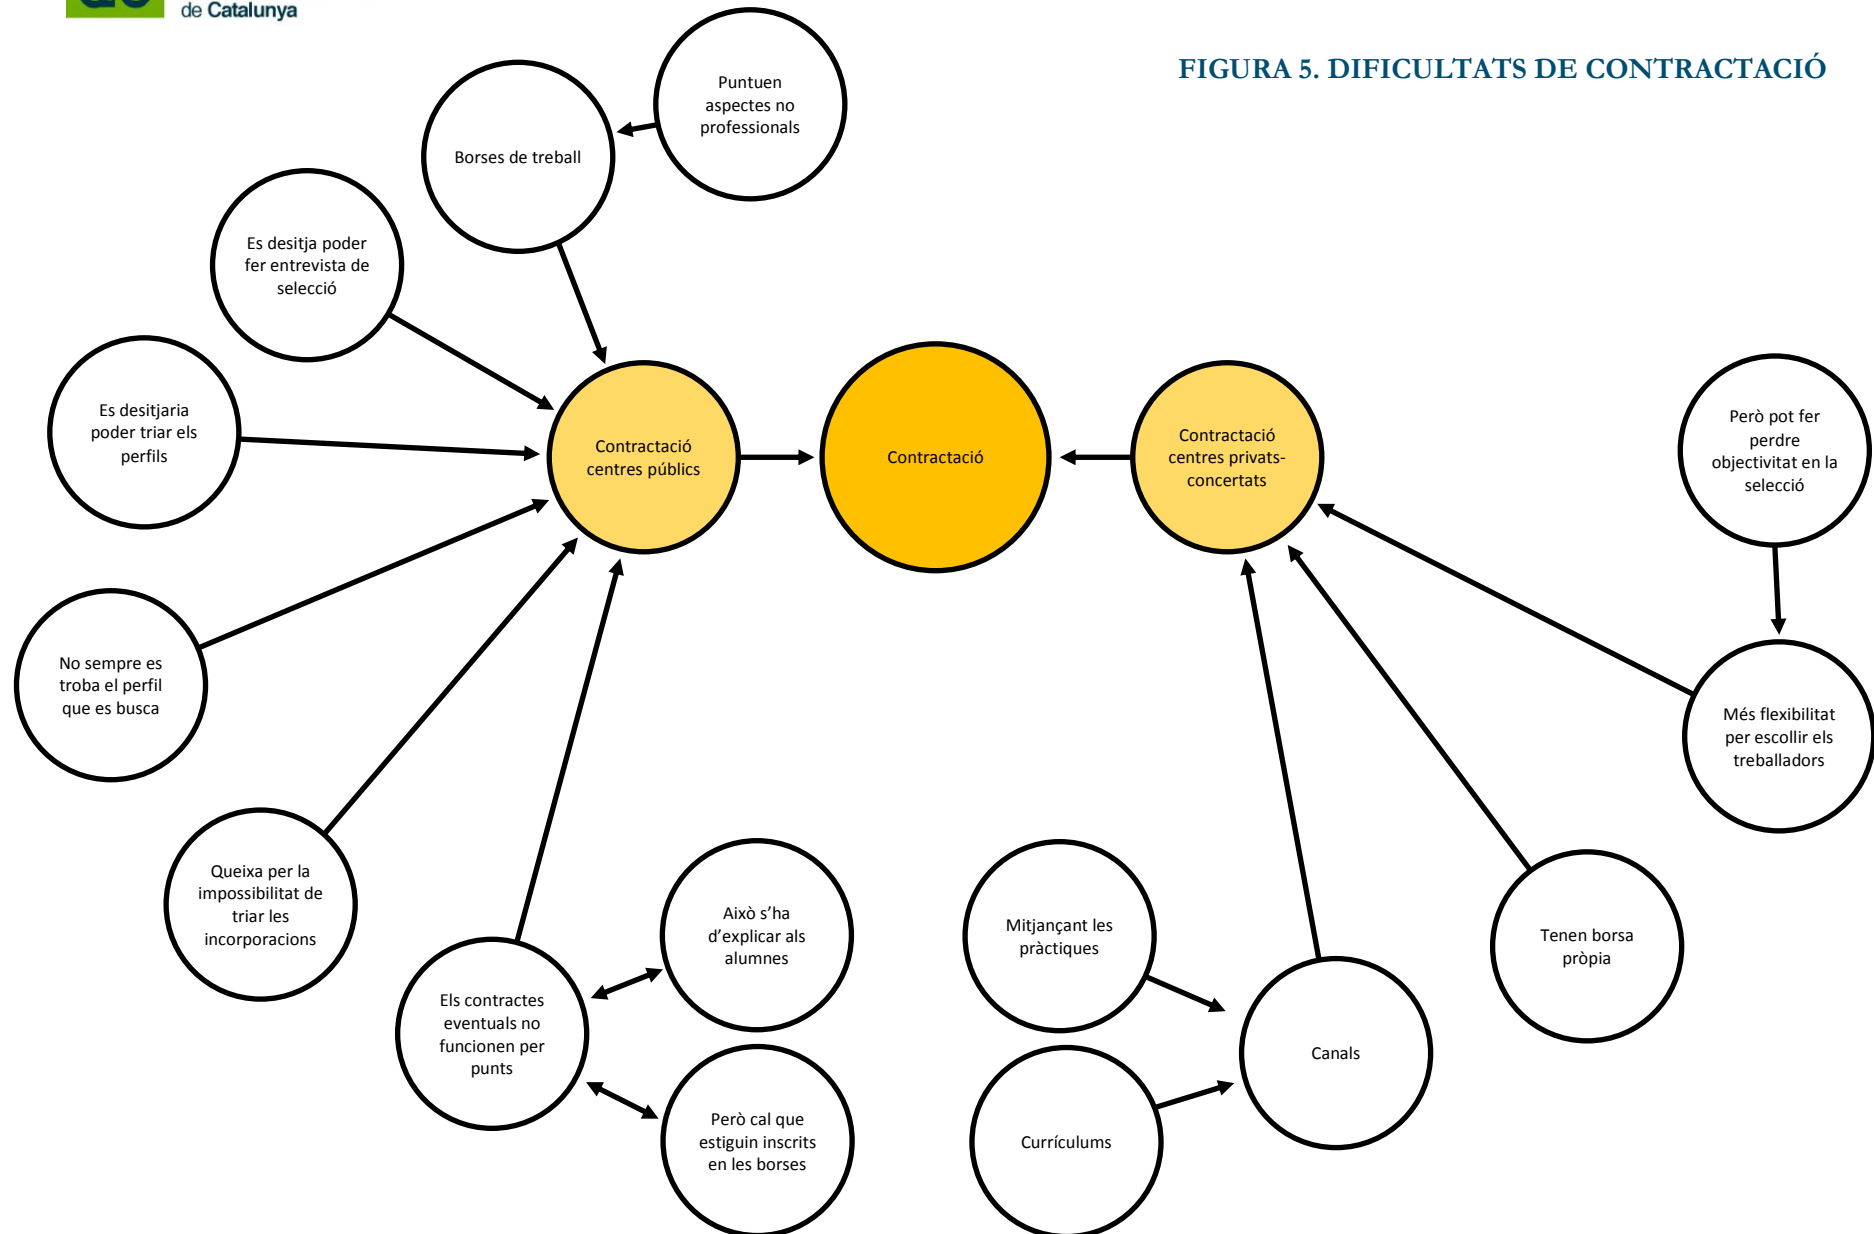 de Catalunya
FIGURA 5. DIFICULTATS DE CONTRACTACIÓ
Puntuen
aspectes no
professionals
Borses de treball
Es desitja poder
fer entrevista de
selecció
Es desitjaria
poder triar els
perfils
Contractació
centres públics
Contractació
Contractació
centres privats-
concertats
Però pot fer
perdre
objectivitat en la
selecció
No sempre es
troba el perfil
que es busca
Més flexibilitat
per escollir els
treballadors
Queixa per la
impossibilitat de
triar les
incorporacions
Això s’ha
d’explicar als
alumnes
Mitjançant les
pràctiques
Tenen borsa
pròpia
Els contractes
eventuals no
funcionen per
punts
Canals
Però cal que
estiguin inscrits
en les borses
Currículums